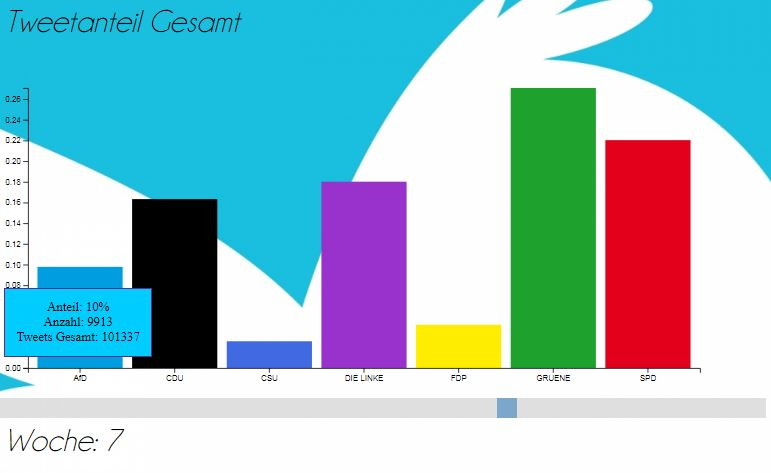 Tweetanteil Gesamt
0.26
0.24
0.22
0.20
0.18
0.16
0.14
0.12
0.10
0.08
Anteil: 10%
Anzahl: 9913
Tweets Gesamt: 101337
0.00
AfD CDU CSU DIE LINKE FDP GRUENE SPD
Woche: 7